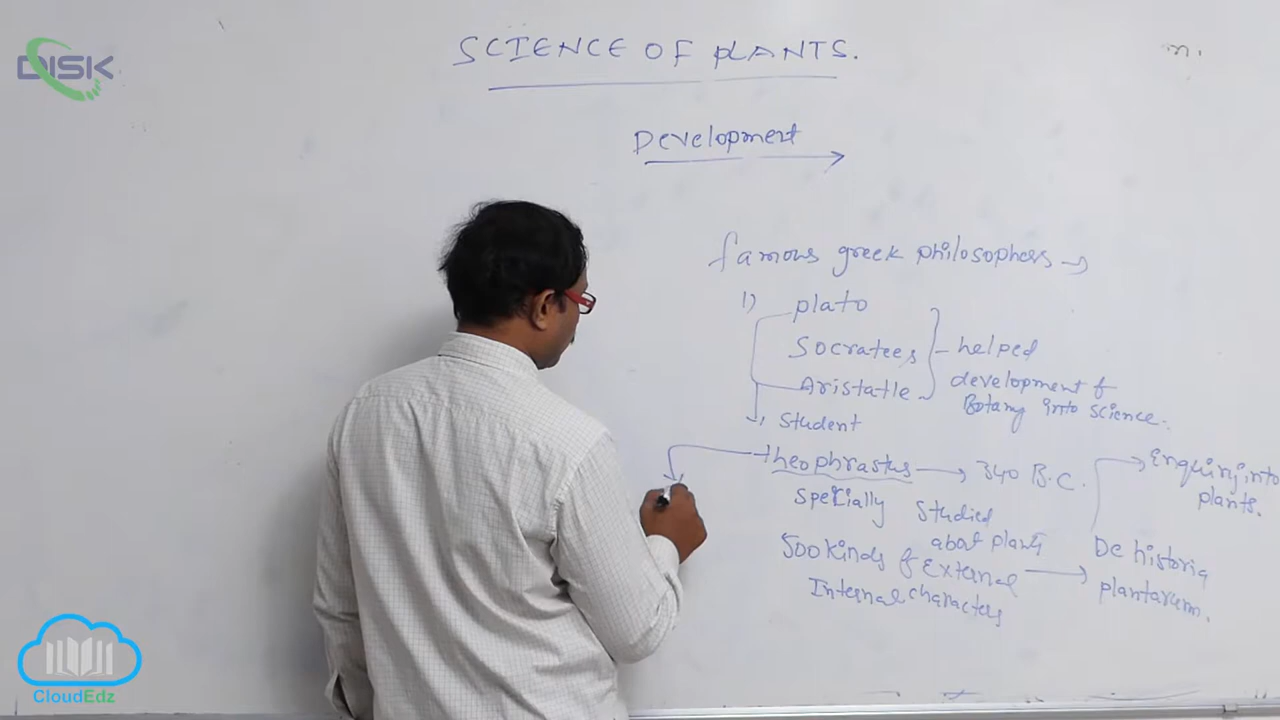 DISK
SCIENCE OF PLANTS.
n.
Development
famous greek philosophers
1) plato
Socratees
Aristatle
helped
development of
Botany into science.
Student
Theophrastus
340 B.C.
Enquiry into
plants.
Specially Studied
about plants
500 kinds of External
Internal characters
De historia
plantarum.
CloudEdz